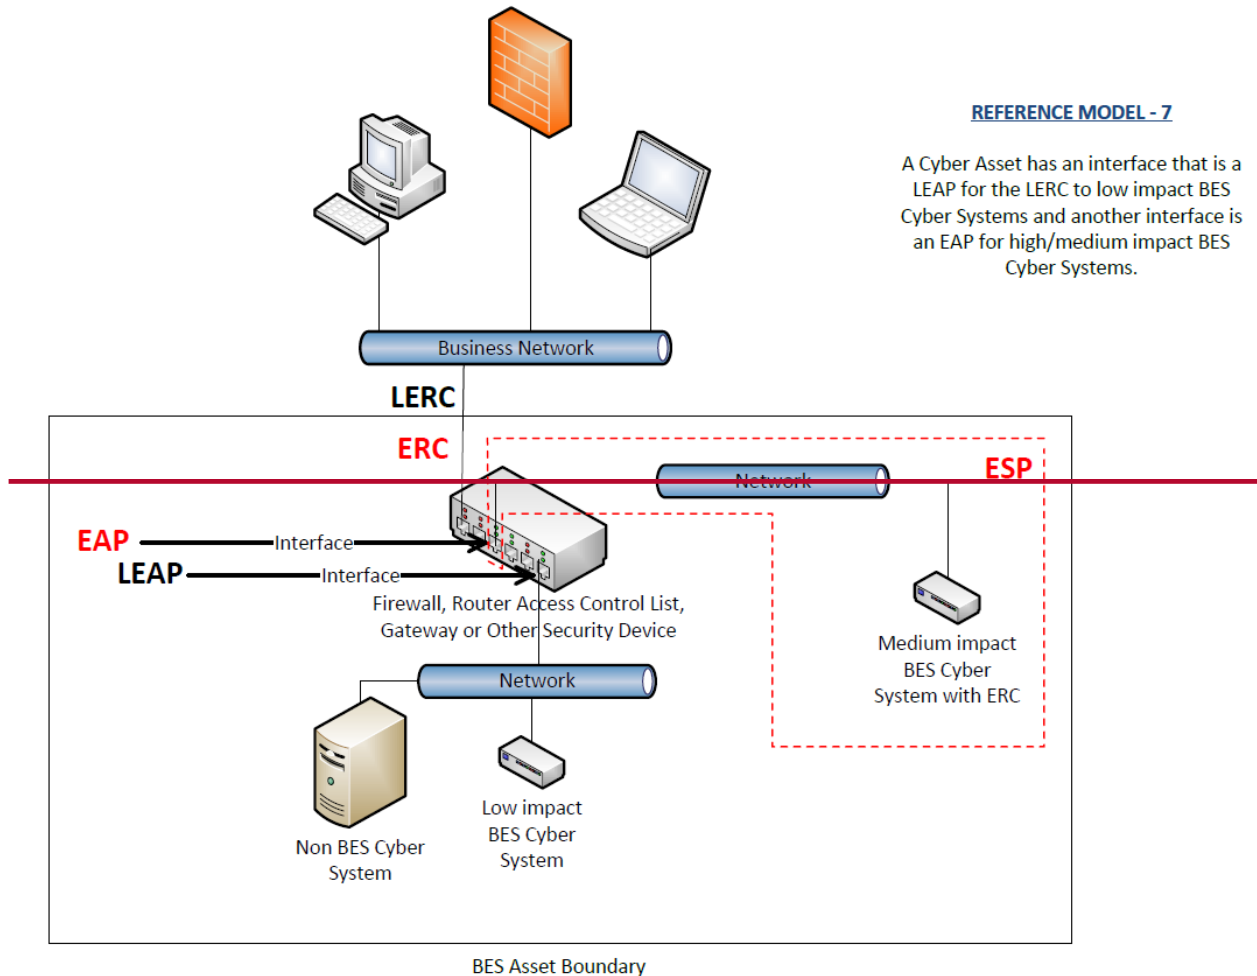 REFERENCE MODEL - 7
A Cyber Asset has an interface that is a
LEAP for the LERC to low impact BES
Cyber Systems and another interface is
an EAP for high/medium impact BES
Cyber Systems.
Business Network
LERC
ERC
Network
ESP
EAP
Interface
LEAP
Interface
Firewall, Router Access Control List,
Gateway or Other Security Device
Medium impact
BES Cyber
System with ERC
Network
Low impact
BES Cyber
System
Non BES Cyber
System
BES Asset Boundary